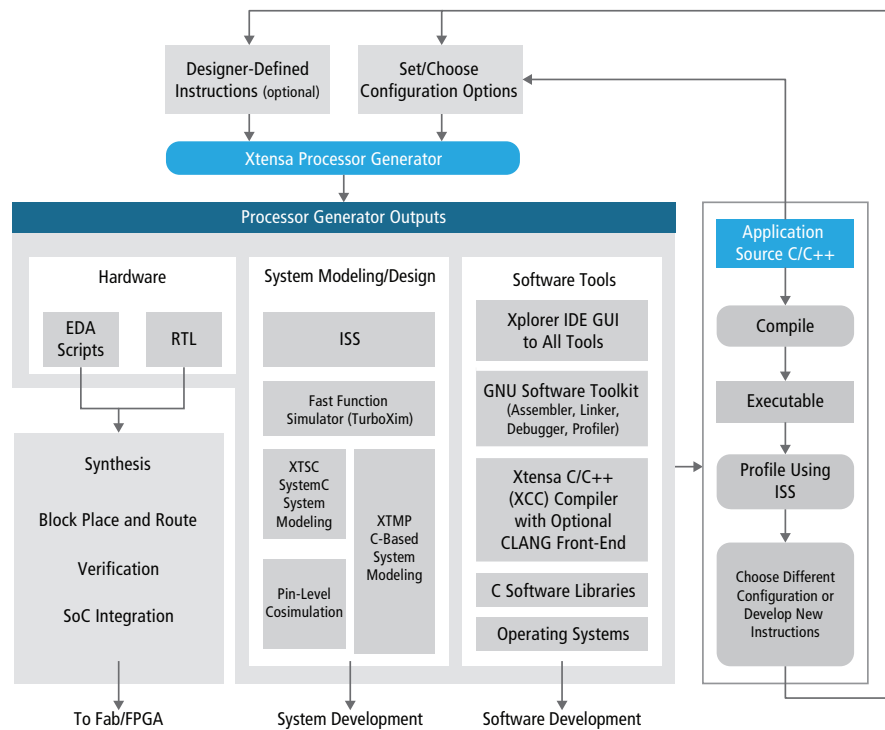 Designer-Defined
Instructions (optional)
Set/Choose
Configuration Options
Xtensa Processor Generator
Processor Generator Outputs
Hardware
EDA
Scripts
RTL
Synthesis
Block Place and Route
Verification
SoC Integration
To Fab/FPGA
System Modeling/Design
ISS
Fast Function
Simulator (TurboXim)
XTSC
SystemC
System
Modeling
XTMP
C-Based
System
Modeling
Pin-Level
Cosimulation
System Development
Software Tools
Xplorer IDE GUI
to All Tools
GNU Software Toolkit
(Assembler, Linker,
Debugger, Profiler)
Xtensa C/C++
(XCC) Compiler
with Optional
CLANG Front-End
C Software Libraries
Operating Systems
Software Development
Application
Source C/C++
Compile
Executable
Profile Using
ISS
Choose Different
Configuration or
Develop New
Instructions